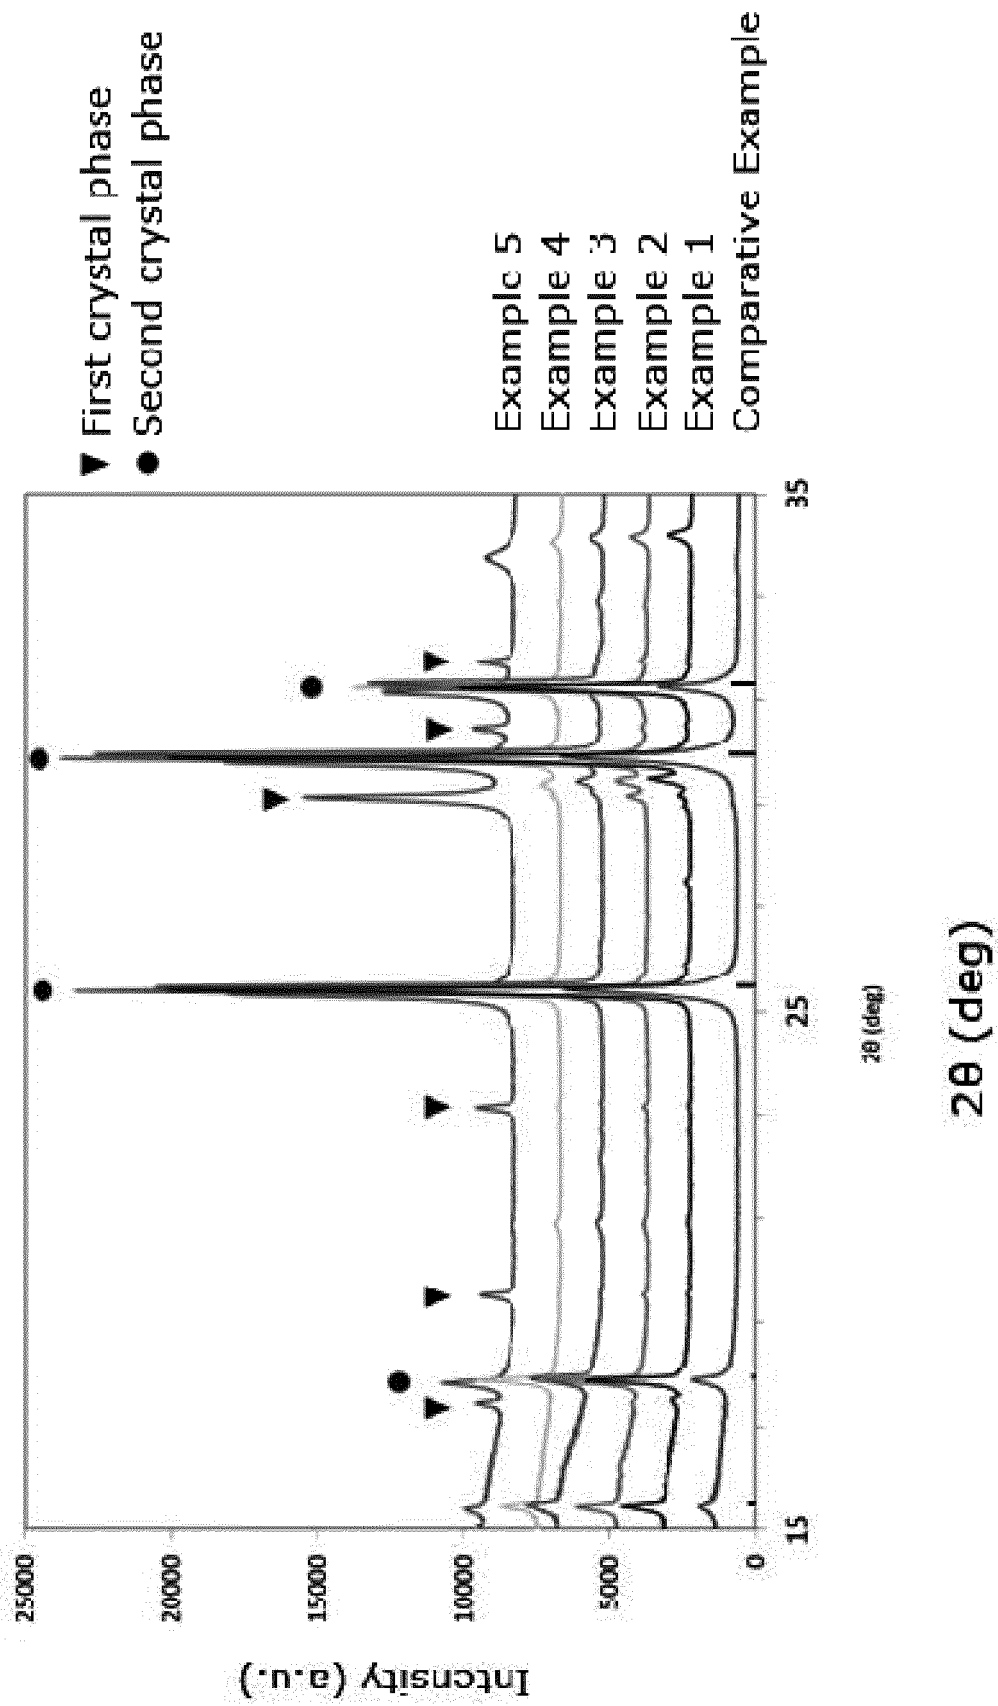 ▼ First crystal phase
● Second crystal phase
Intensity (a.u.)
25000
20000
15000
10000
5000
0
Example 5
Example 4
Example 3
Example 2
Example 1
Comparative Example
15
25
35
2θ (deg)
2θ (deg)